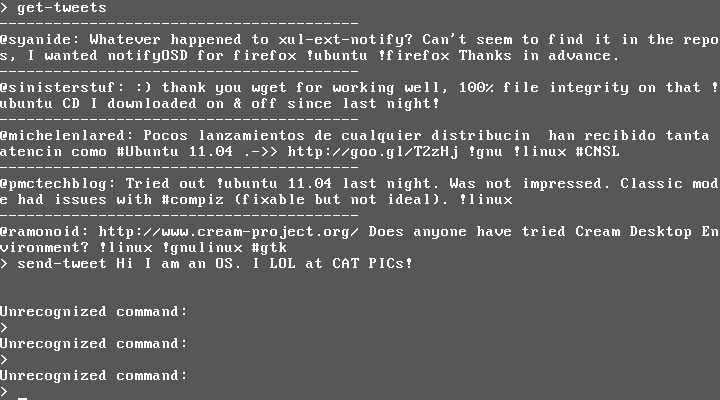 > get-tweets
----------------------------------------
@syanide: Whatever happened to xul-ext-notify? Can't seem to find it in the repo
s, I wanted notifyOSD for firefox !ubuntu !firefox Thanks in advance.
----------------------------------------
@sinisterstuf: :) thank you wget for working well, 100% file integrity on that !
ubuntu CD I downloaded on & off since last night!
----------------------------------------
@michelenlared: Pocos lanzamientos de cualquier distribucin  han recibido tanta
atencin como #Ubuntu 11.04 .->> http://goo.gl/T2zHj !gnu !linux #CNSL
----------------------------------------
@pmctechblog: Tried out !ubuntu 11.04 last night. Was not impressed. Classic mod
e had issues with #compiz (fixable but not ideal). !linux
----------------------------------------
@ramonoid: http://www.cream-project.org/ Does anyone have tried Cream Desktop En
vironment? !linux !gnulinux #gtk
> send-tweet Hi I am an OS. I LOL at CAT PICs!
Unrecognized command:
>
Unrecognized command:
>
Unrecognized command:
> _